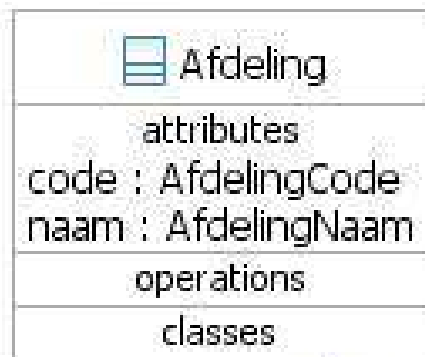 Afdeling
attributes
code : AfdelingCode
naam : AfdelingNaam
operations
classes